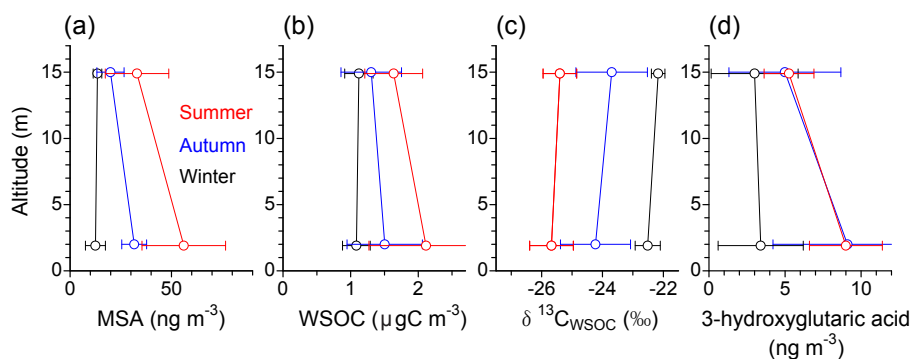 (a) (b) (c) (d)
Altitude (m)
15
10
5
0
Summer
Autumn
Winter
0 50
MSA (ng m⁻³)
15
10
5
0
0 1 2
WSOC (µgC m⁻³)
15
10
5
0
-26 -24 -22
δ ¹³C_WSOC (‰)
15
10
5
0
0 5 10
3-hydroxyglutaric acid
(ng m⁻³)